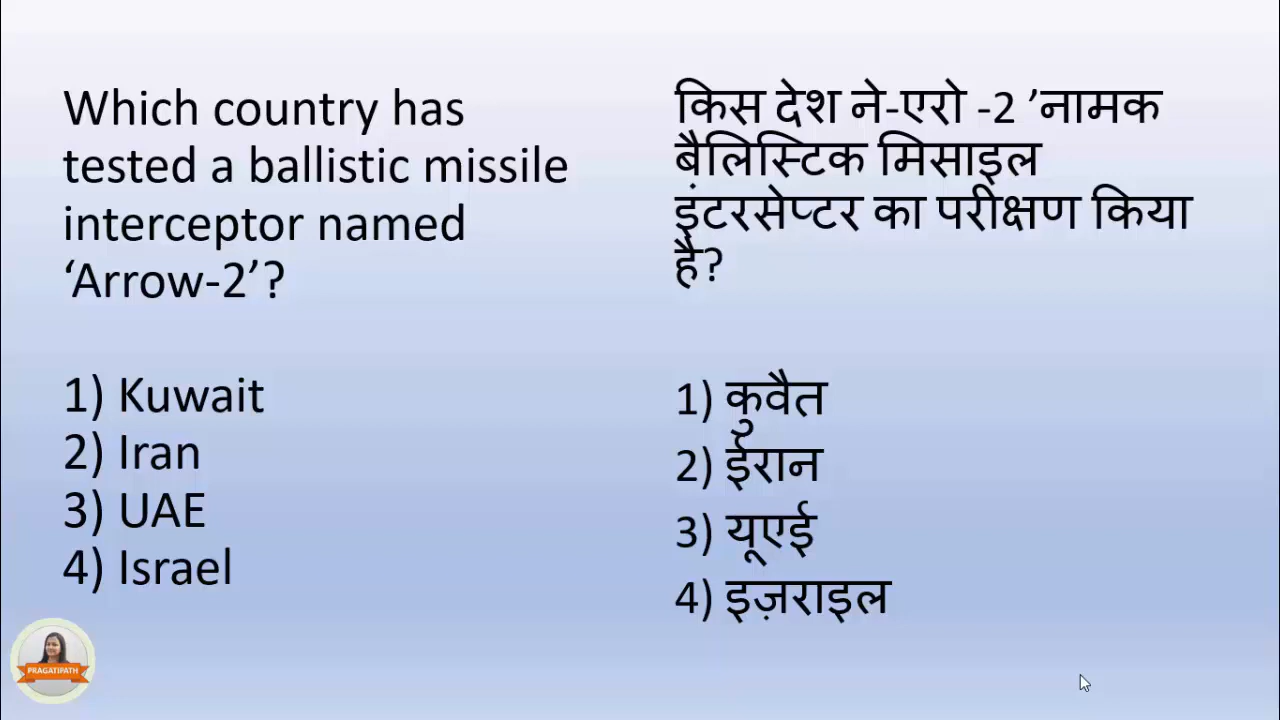 Which country has
tested a ballistic missile
interceptor named
‘Arrow-2’?
1) Kuwait
2) Iran
3) UAE
4) Israel
किस देश ने-एरो -2 ’नामक
बैलिस्टिक मिसाइल
इंटरसेप्टर का परीक्षण किया
है?
1) कुवैत
2) ईरान
3) यूएई
4) इज़राइल
PRAGATIPATH